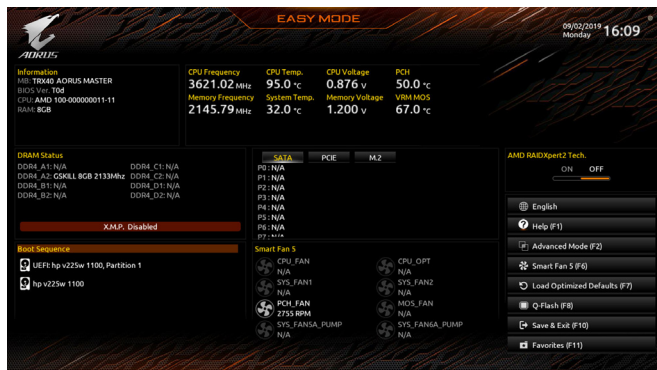 EASY MODE
09/02/2019 16:09
Monday
AORUS
Information
MB: TRX40 AORUS MASTER
BIOS Ver. T0d
CPU: AMD 100-000000011-11
RAM: 8GB
CPU Frequency CPU Temp. CPU Voltage PCH
3621.02 MHz 95.0 °C 0.876 V 50.0 °C
Memory Frequency System Temp. Memory Voltage VRM MOS
2145.79 MHz 32.0 °C 1.200 V 67.0 °C
DRAM Status
DDR4_A1: N/A DDR4_C1: N/A
DDR4_A2: GSKILL 8GB 2133Mhz DDR4_C2: N/A
DDR4_B1: N/A DDR4_D1: N/A
DDR4_B2: N/A DDR4_D2: N/A
X.M.P. Disabled
SATA PCIE M.2
P0 : N/A
P1 : N/A
P2 : N/A
P3 : N/A
P4 : N/A
P5 : N/A
P6 : N/A
P7 : N/A
AMD RAIDXpert2 Tech.
ON OFF
Boot Sequence
UEFI: hp v225w 1100, Partition 1
hp v225w 1100
Smart Fan 5
CPU_FAN CPU_OPT
N/A N/A
SYS_FAN1 SYS_FAN2
N/A N/A
PCH_FAN MOS_FAN
2755 RPM N/A
SYS_FAN5A_PUMP SYS_FAN6A_PUMP
N/A N/A
English
Help (F1)
Advanced Mode (F2)
Smart Fan 5 (F6)
Load Optimized Defaults (F7)
Q-Flash (F8)
Save & Exit (F10)
Favorites (F11)